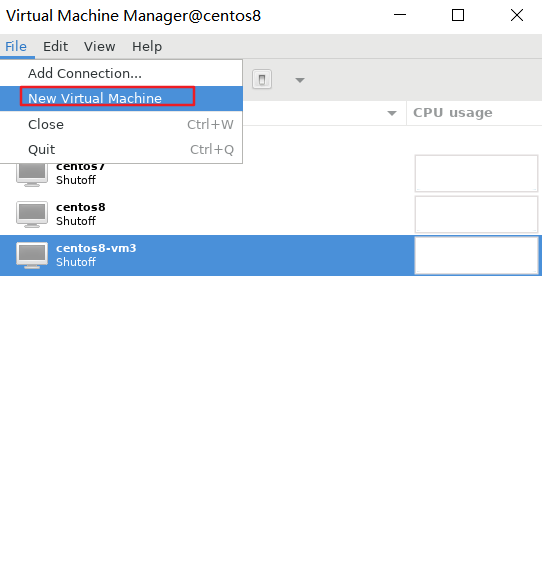 Virtual Machine Manager@centos8
File Edit View Help
Add Connection...
New Virtual Machine
Close Ctrl+W
Quit Ctrl+Q
CPU usage
centos7
Shutoff
centos8
Shutoff
centos8-vm3
Shutoff